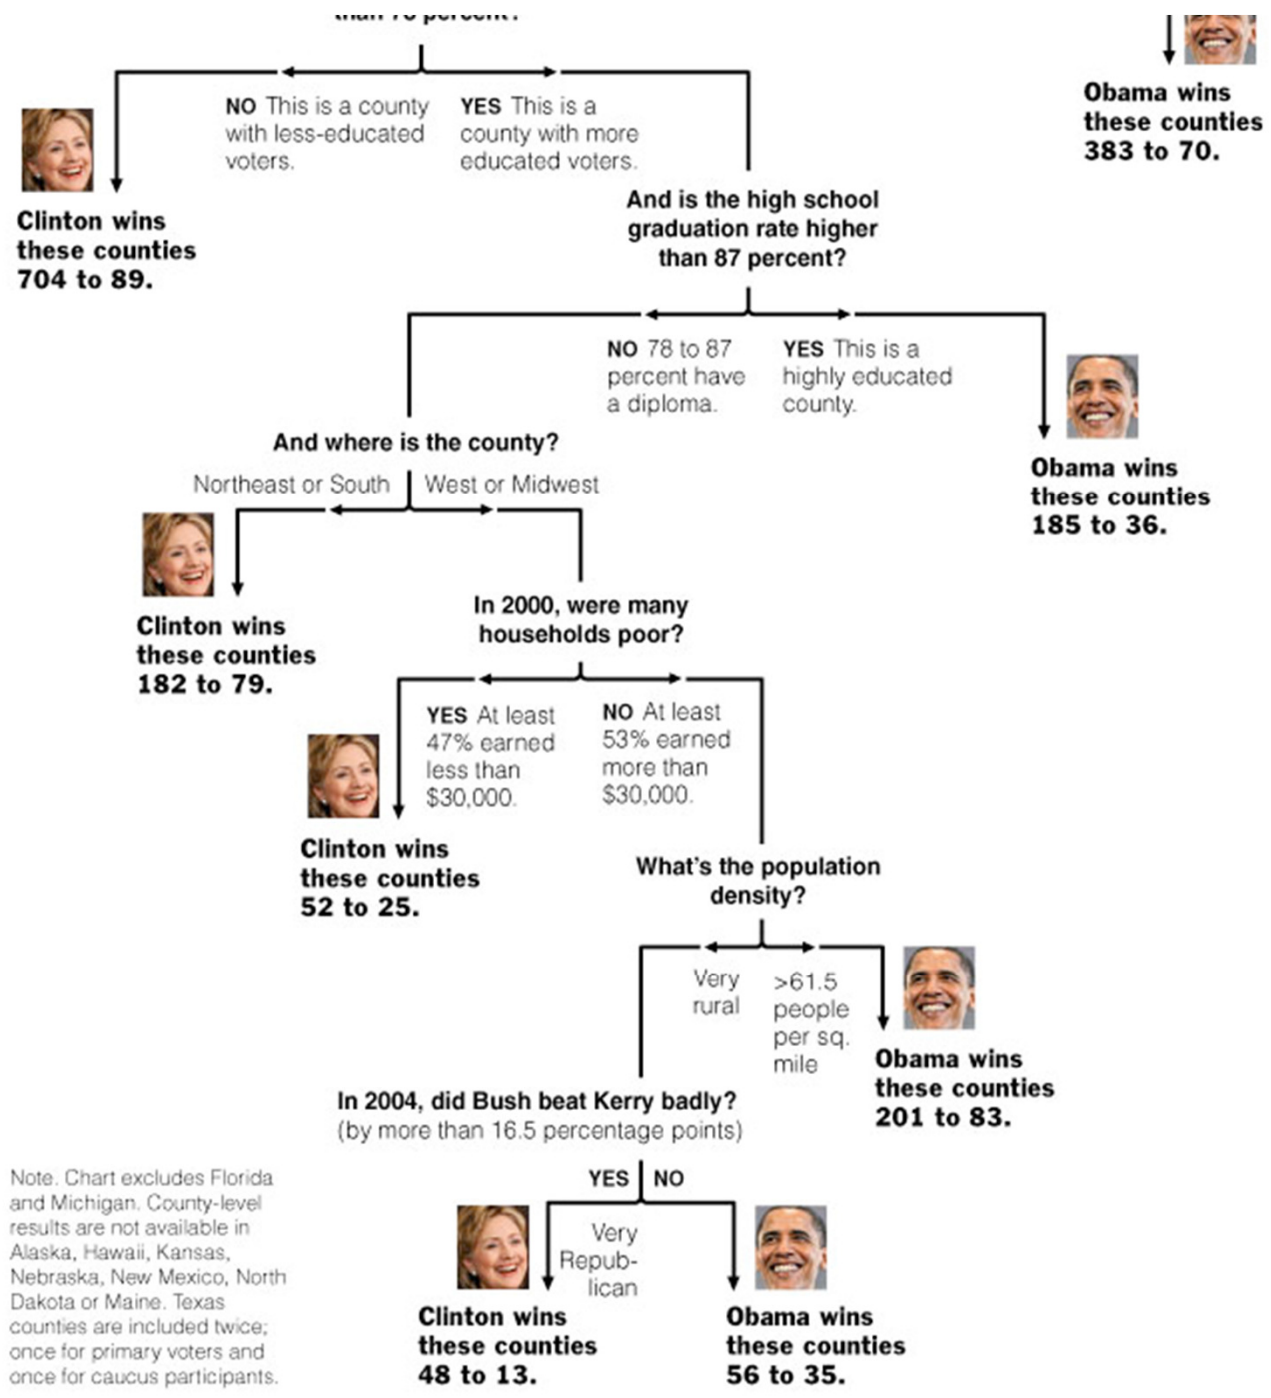 than 78 percent?
Obama wins
these counties
383 to 70.
NO This is a county
with less-educated
voters.
YES This is a
county with more
educated voters.
Clinton wins
these counties
704 to 89.
And is the high school
graduation rate higher
than 87 percent?
NO 78 to 87
percent have
a diploma.
YES This is a
highly educated
county.
Obama wins
these counties
185 to 36.
And where is the county?
Northeast or South
West or Midwest
Clinton wins
these counties
182 to 79.
In 2000, were many
households poor?
YES At least
47% earned
less than
$30,000.
NO At least
53% earned
more than
$30,000.
Clinton wins
these counties
52 to 25.
What's the population
density?
Very
rural
>61.5
people
per sq.
mile
Obama wins
these counties
201 to 83.
In 2004, did Bush beat Kerry badly?
(by more than 16.5 percentage points)
YES
NO
Very
Repub-
lican
Clinton wins
these counties
48 to 13.
Obama wins
these counties
56 to 35.
Note. Chart excludes Florida
and Michigan. County-level
results are not available in
Alaska, Hawaii, Kansas,
Nebraska, New Mexico, North
Dakota or Maine. Texas
counties are included twice;
once for primary voters and
once for caucus participants.